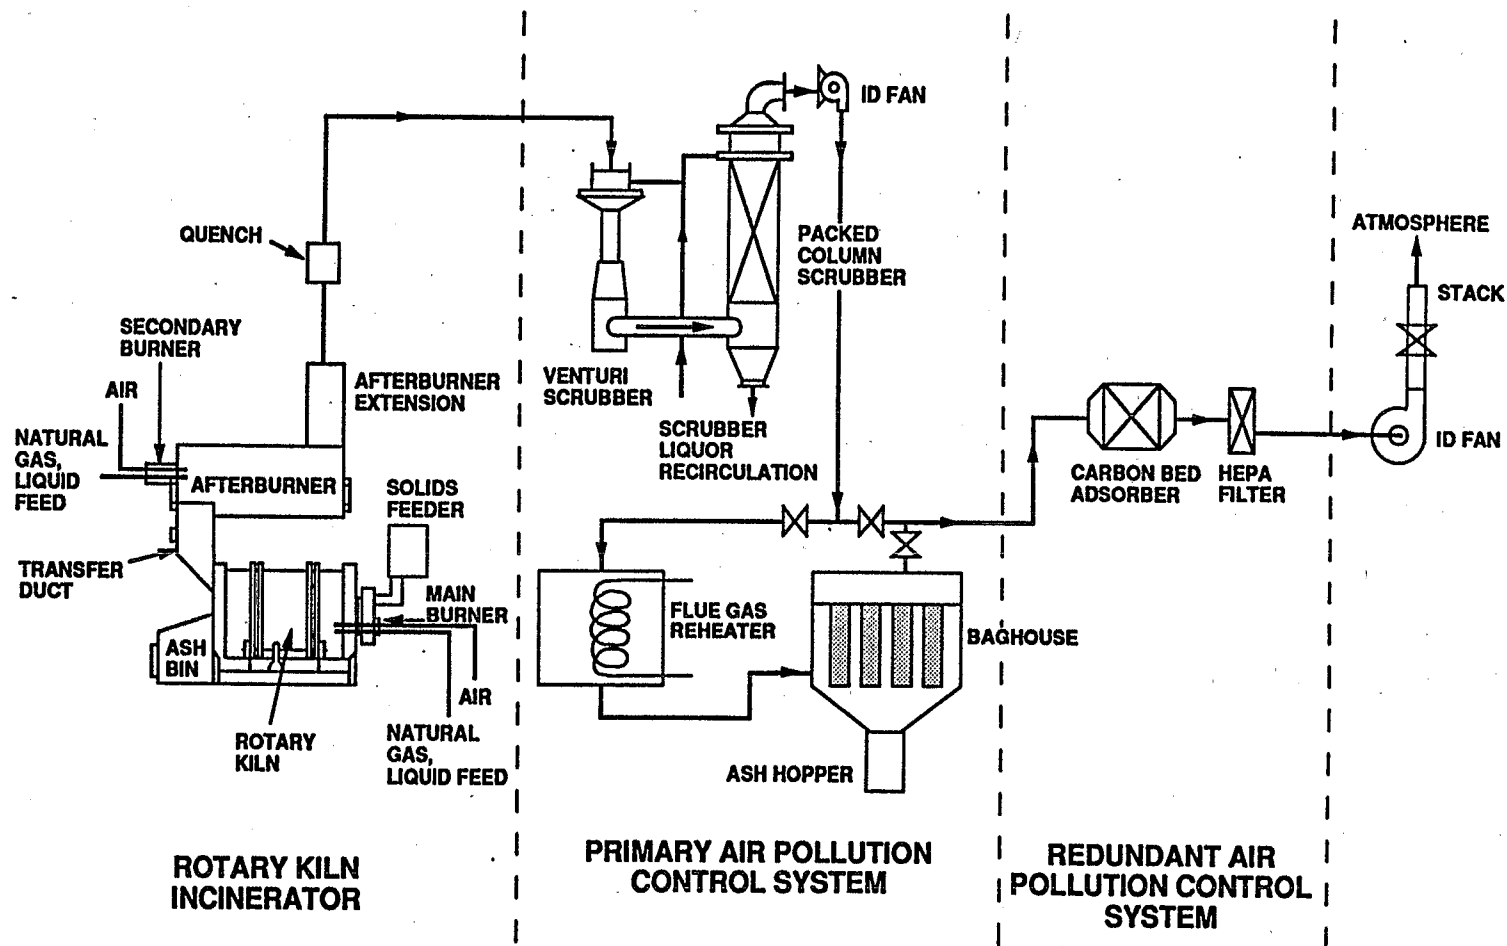 ID FAN
QUENCH
PACKED
COLUMN
SCRUBBER
ATMOSPHERE
STACK
SECONDARY
BURNER
AIR
AFTERBURNER
EXTENSION
VENTURI
SCRUBBER
NATURAL
GAS,
LIQUID
FEED
AFTERBURNER
SCRUBBER
LIQUOR
RECIRCULATION
ID FAN
CARBON BED
ADSORBER
HEPA
FILTER
SOLIDS
FEEDER
TRANSFER
DUCT
MAIN
BURNER
FLUE GAS
REHEATER
BAGHOUSE
ASH
BIN
AIR
ROTARY
KILN
NATURAL
GAS,
LIQUID FEED
ASH HOPPER
ROTARY KILN
INCINERATOR
PRIMARY AIR POLLUTION
CONTROL SYSTEM
REDUNDANT AIR
POLLUTION CONTROL
SYSTEM